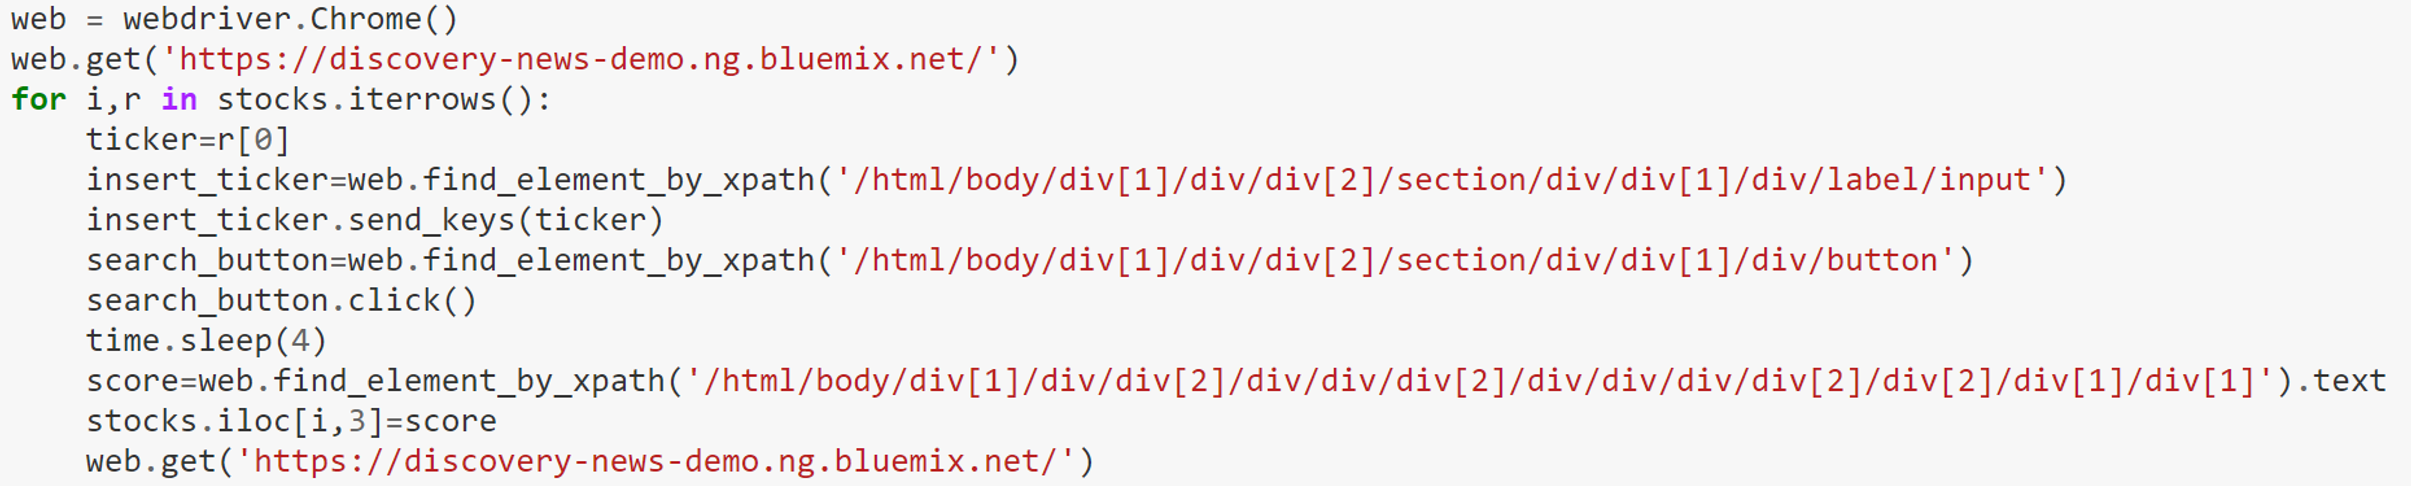 web = webdriver.Chrome()
web.get('https://discovery-news-demo.ng.bluemix.net/')
for i,r in stocks.iterrows():
    ticker=r[0]
    insert_ticker=web.find_element_by_xpath('/html/body/div[1]/div/div[2]/section/div/div[1]/div/label/input')
    insert_ticker.send_keys(ticker)
    search_button=web.find_element_by_xpath('/html/body/div[1]/div/div[2]/section/div/div[1]/div/button')
    search_button.click()
    time.sleep(4)
    score=web.find_element_by_xpath('/html/body/div[1]/div/div[2]/div/div/div[2]/div/div/div/div[2]/div[2]/div[1]/div[1]').text
    stocks.iloc[i,3]=score
    web.get('https://discovery-news-demo.ng.bluemix.net/')